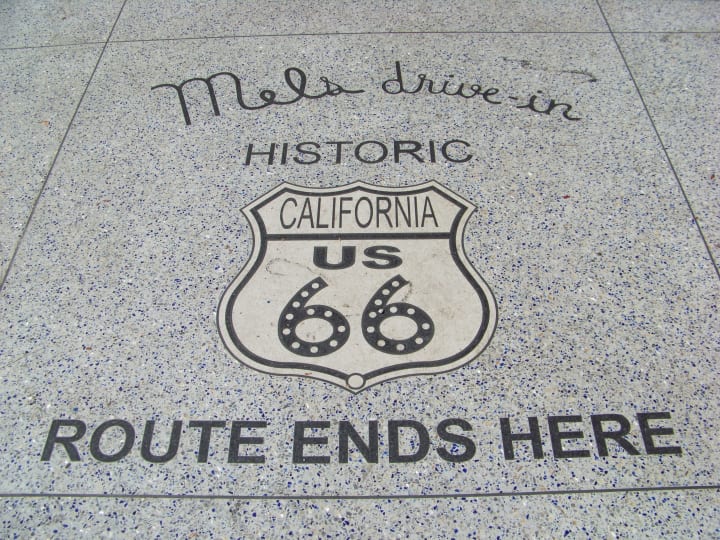 Mels drive-in
HISTORIC
CALIFORNIA
US
66
ROUTE ENDS HERE